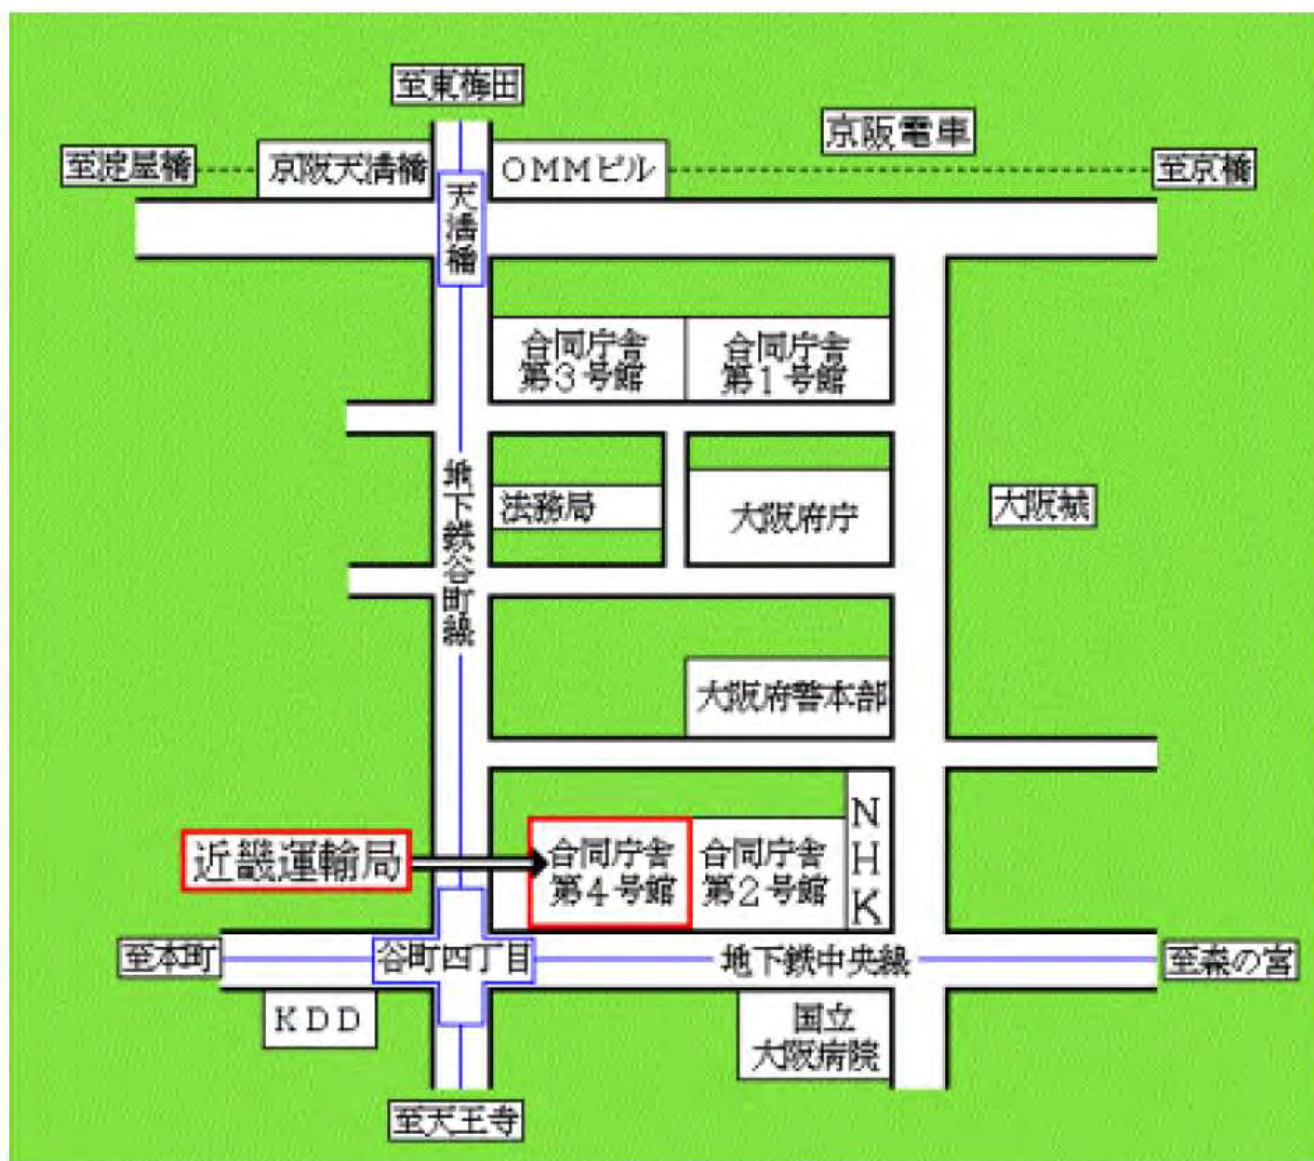 至東梅田
京阪電車
至淀屋橋
京阪天満橋
OMMビル
至京橋
天満橋
合同庁舎
第3号館
合同庁舎
第1号館
地下鉄谷町線
法務局
大阪府庁
大阪城
大阪府警本部
近畿運輸局
合同庁舎
第4号館
合同庁舎
第2号館
NHK
至本町
谷町四丁目
地下鉄中央線
至森の宮
KDD
国立
大阪病院
至天王寺